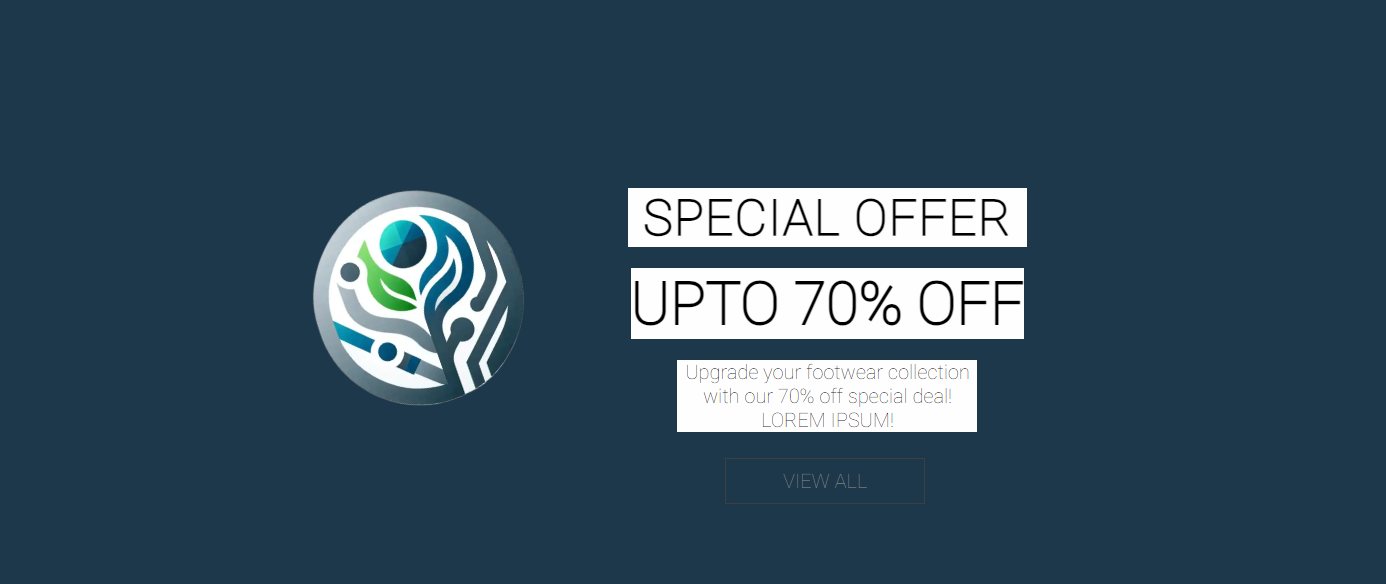 SPECIAL OFFER
UPTO 70% OFF
Upgrade your footwear collection
with our 70% off special deal!
LOREM IPSUM!
VIEW ALL